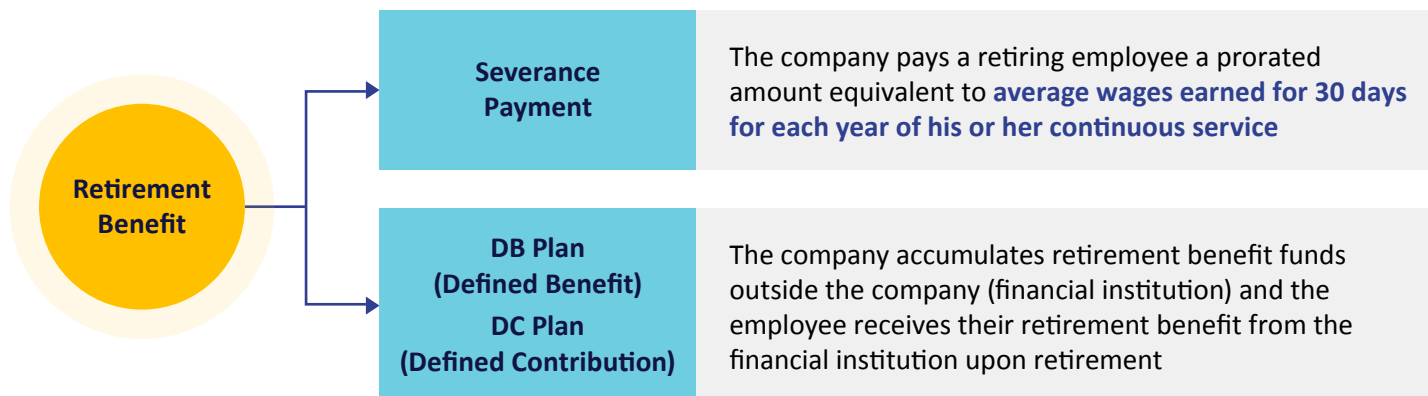 Retirement
Benefit
Severance
Payment
The company pays a retiring employee a prorated
amount equivalent to average wages earned for 30 days
for each year of his or her continuous service
DB Plan
(Defined Benefit)
DC Plan
(Defined Contribution)
The company accumulates retirement benefit funds
outside the company (financial institution) and the
employee receives their retirement benefit from the
financial institution upon retirement